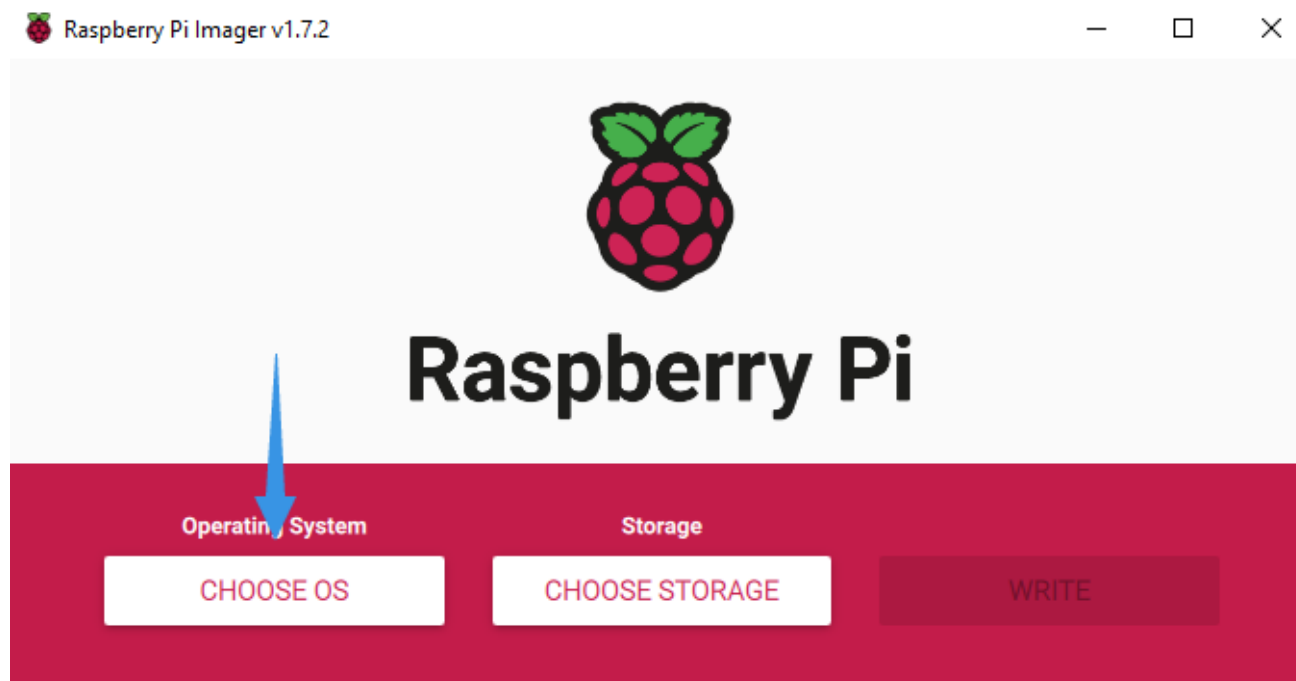 Raspberry Pi Imager v1.7.2
Raspberry Pi
Operating System
Storage
CHOOSE OS
CHOOSE STORAGE
WRITE